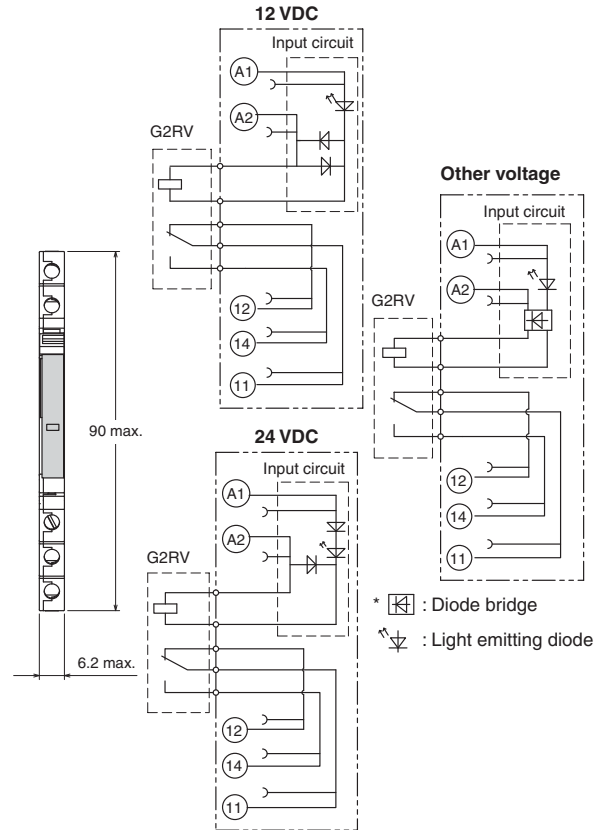 12 VDC
Input circuit
A1
A2
G2RV
12
14
11
Other voltage
Input circuit
A1
A2
G2RV
12
14
11
90 max.
6.2 max.
24 VDC
Input circuit
A1
A2
G2RV
12
14
11
* : Diode bridge
: Light emitting diode